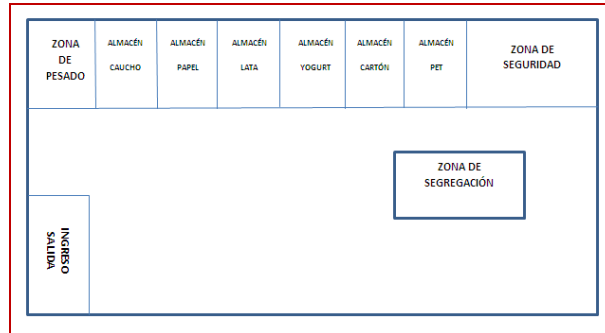 ZONA
DE
PESADO
ALMACÉN
CAUCHO
ALMACÉN
PAPEL
ALMACÉN
LATA
ALMACÉN
YOGURT
ALMACÉN
CARTÓN
ALMACÉN
PET
ZONA DE
SEGURIDAD
ZONA DE
SEGREGACIÓN
INGRESO
SALIDA